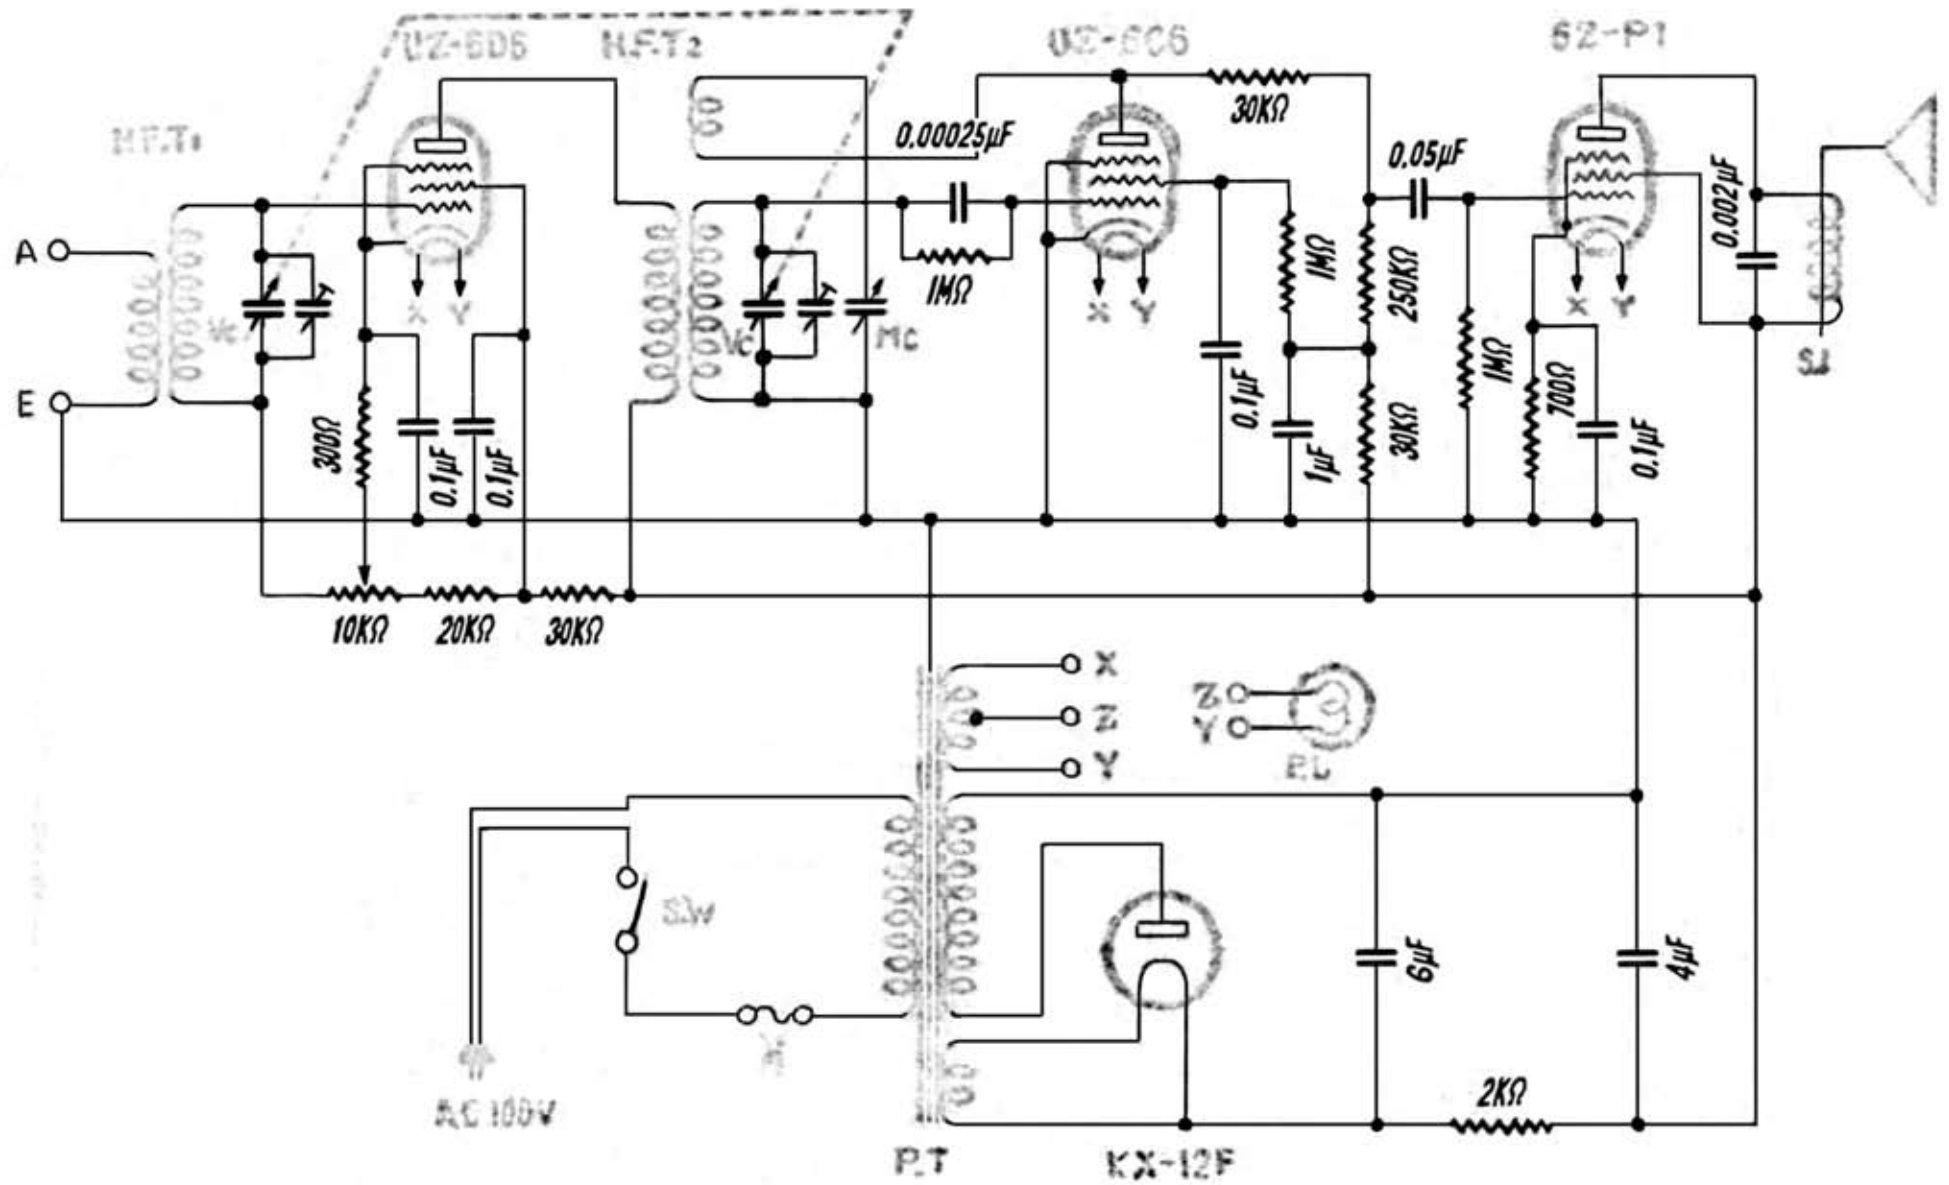 UZ-6D6
H.F.T2
UZ-6C6
6Z-P1
H.F.T1
30KΩ
0.00025μF
0.05μF
0.002μF
A
X Y
1MΩ
1MΩ
250KΩ
X Y
X Y
Vc
Vc
Mc
1MΩ
E
300Ω
0.1μF
0.1μF
0.1μF
1μF
30KΩ
700Ω
0.1μF
10KΩ
20KΩ
30KΩ
X
Z
Y
Z
Y
P.L
S.W
6μF
4μF
AC 100V
2KΩ
P.T
KX-12F